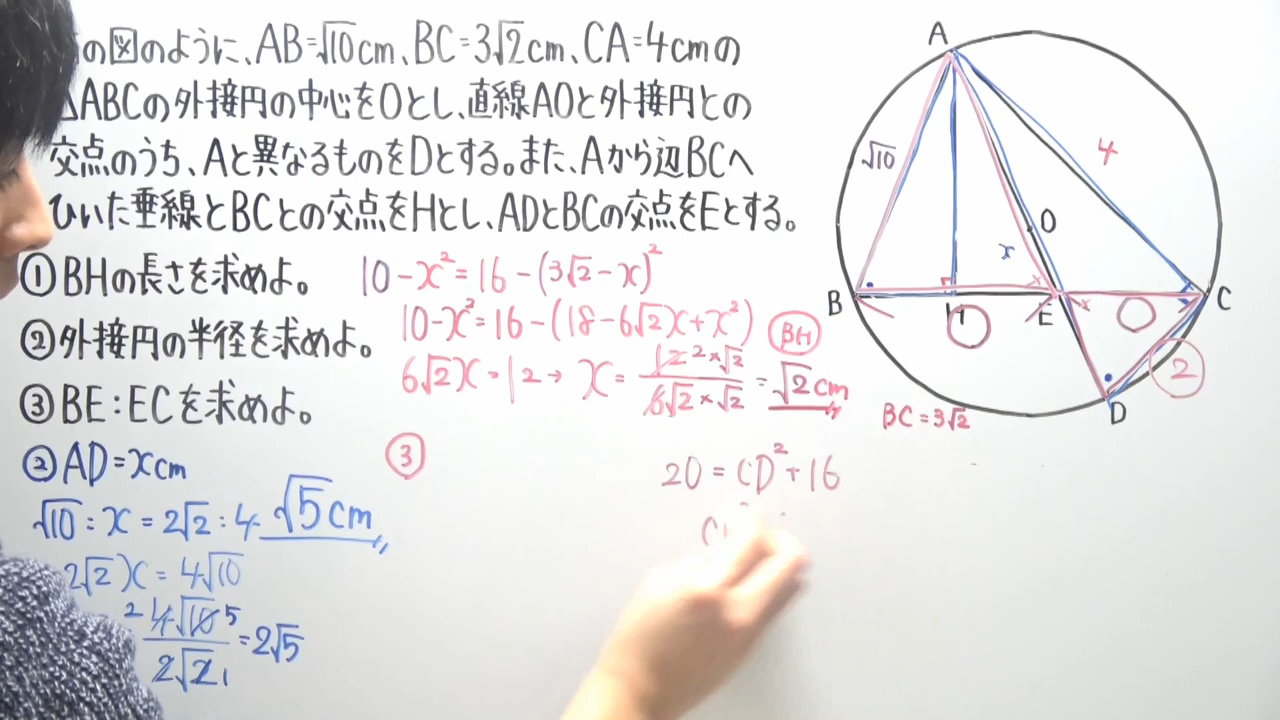 の図のように、AB=√10cm、BC=3√2cm、CA=4cmの
△ABCの外接円の中心をOとし、直線AOと外接円との
交点のうち、Aと異なるものをDとする。また、Aから辺BCへ
ひいた垂線とBCとの交点をHとし、ADとBCの交点をEとする。
①BHの長さを求めよ。
10-x²=16-(3√2-x)²
②外接円の半径を求めよ。
10-x²=16-(18-6√2x+x²)
6√2x=12→x=12²×√2/6√2×√2=√2cm
BH
③BE:ECを求めよ。
②AD=xcm
√10:x=2√2:4
√5cm
2√2x=4√10
²4√10 5/2√2 1=2√5
③
20=CD²+16
A
√10
4
O
x
B
H
E
×
×
C
2
D
BC=3√2